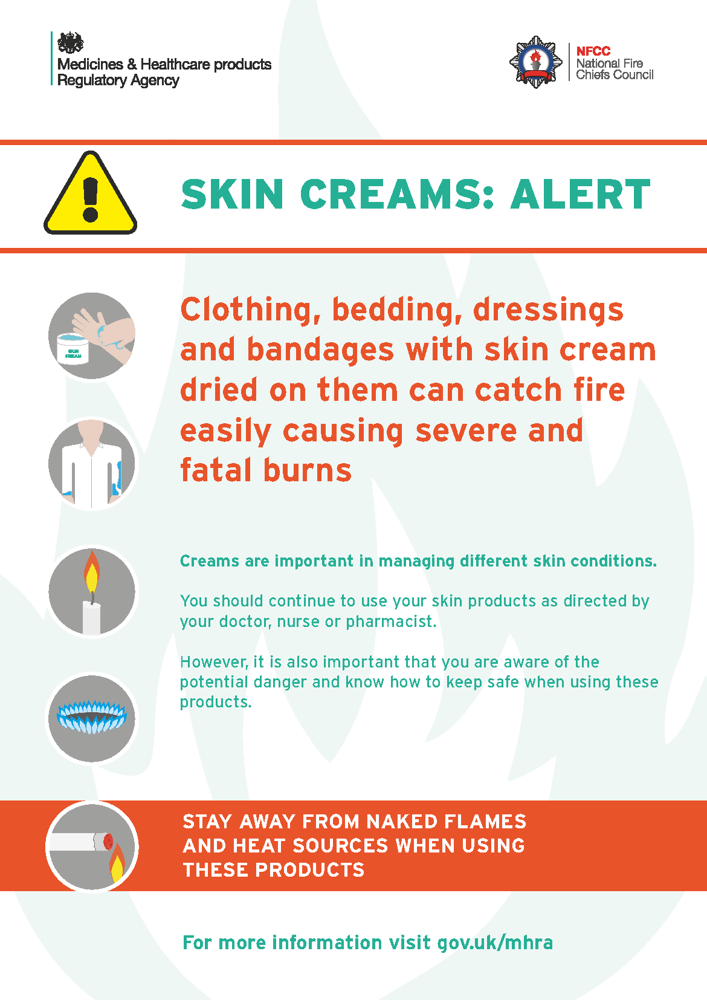 Medicines & Healthcare products
Regulatory Agency
NFCC
National Fire
Chiefs Council
SKIN CREAMS: ALERT
Clothing, bedding, dressings
and bandages with skin cream
dried on them can catch fire
easily causing severe and
fatal burns
SKIN
CREAM
Creams are important in managing different skin conditions.
You should continue to use your skin products as directed by
your doctor, nurse or pharmacist.
However, it is also important that you are aware of the
potential danger and know how to keep safe when using these
products.
STAY AWAY FROM NAKED FLAMES
AND HEAT SOURCES WHEN USING
THESE PRODUCTS
For more information visit gov.uk/mhra